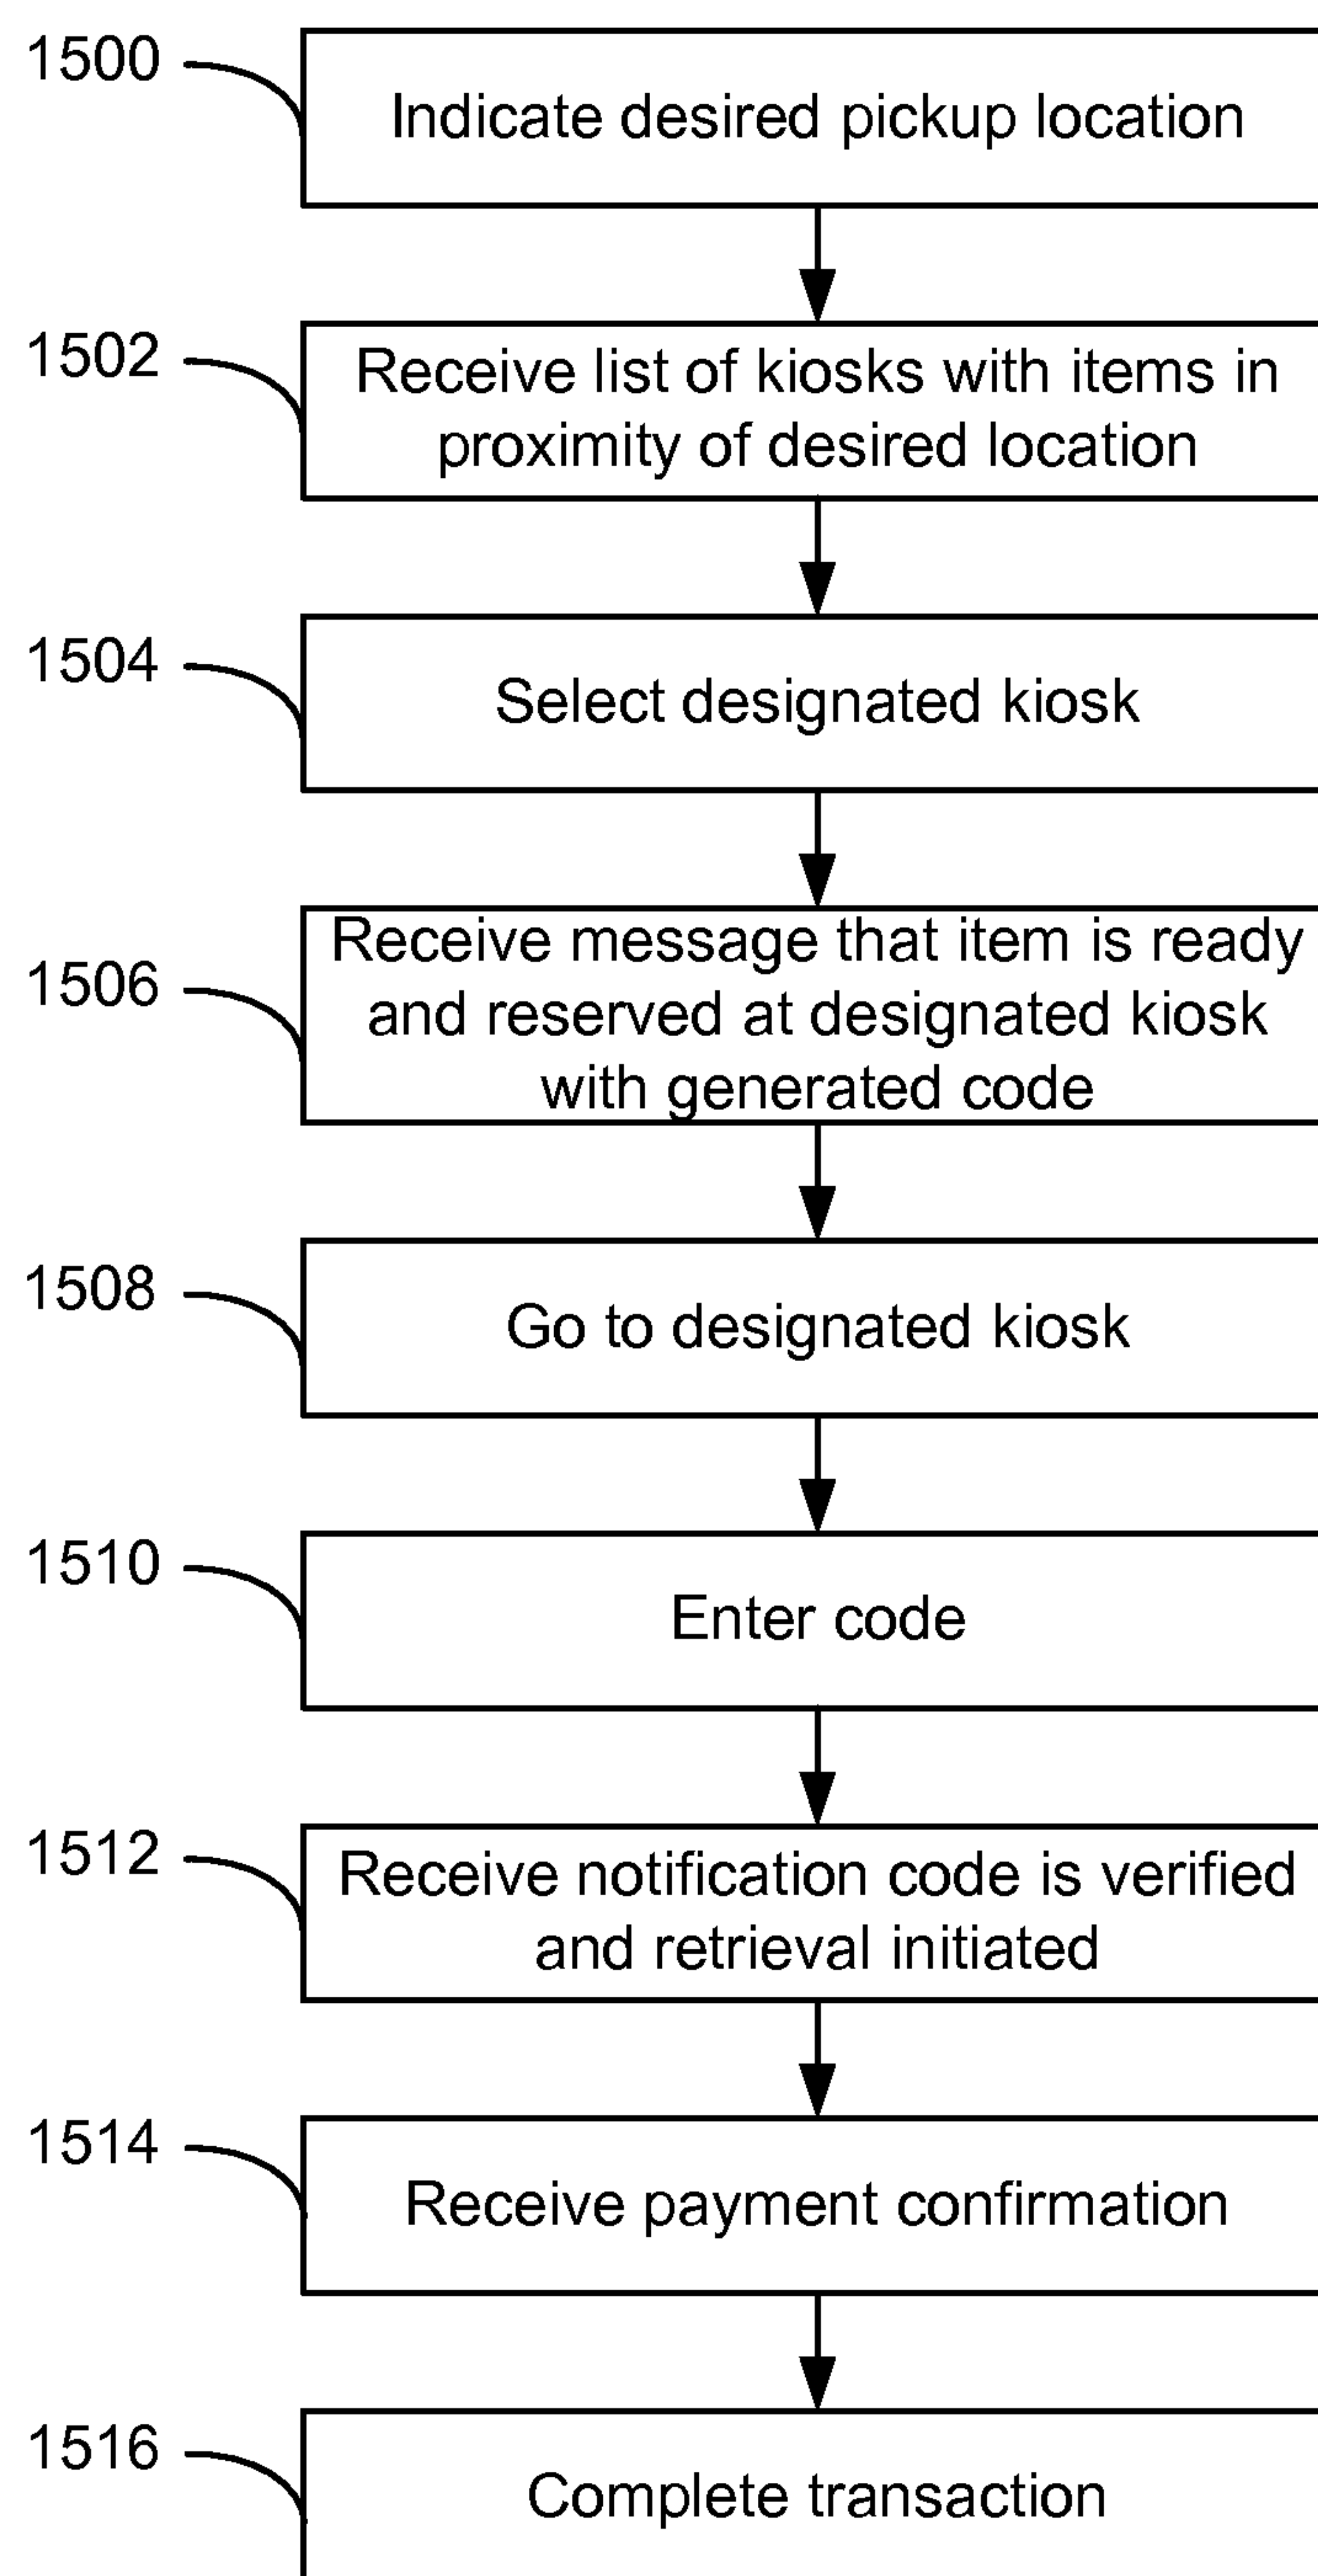 1500
Indicate desired pickup location
1502
Receive list of kiosks with items in
proximity of desired location
1504
Select designated kiosk
1506
Receive message that item is ready
and reserved at designated kiosk
with generated code
1508
Go to designated kiosk
1510
Enter code
1512
Receive notification code is verified
and retrieval initiated
1514
Receive payment confirmation
1516
Complete transaction